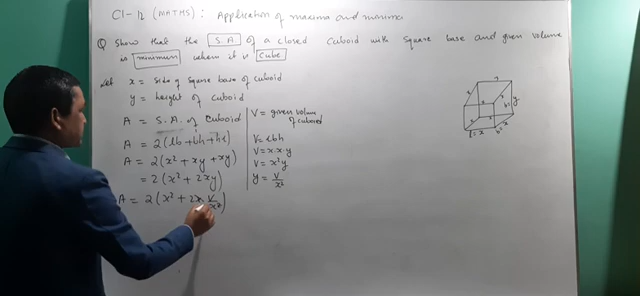 Cl-12 (MATHS): Application of maxima and minima
Q Show that the S.A. of a closed cuboid with square base and given volume
is minimum when it is cube
let x = side of square base of cuboid
y = height of cuboid
A = S.A. of cuboid
A = 2(lb + bh + hl)
A = 2(x² + xy + xy)
= 2(x² + 2xy)
A = 2(x² + 2x V/x²)
V = given volum of cuboid
V = lbh
V = x.x.y
V = x²y
y = V/x²
x
h = y
l = x
b = x